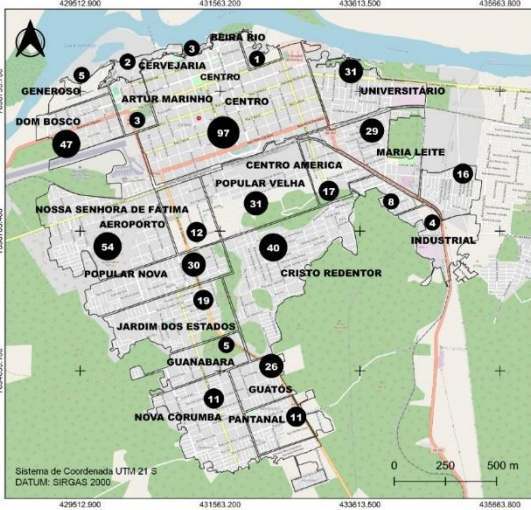 429512.900 431563.200 433613.500 435663.800
BEIRA RIO
3
2
CERVEJARIA
1
5
CENTRO
31
GENEROSO
UNIVERSITÁRIO
ARTUR MARINHO
CENTRO
DOM BOSCO
3
97
29
47
MARIA LEITE
CENTRO AMERICA
16
POPULAR VELHA
17
NOSSA SENHORA DE FÁTIMA
31
8
AEROPORTO
12
4
INDUSTRIAL
54
40
POPULAR NOVA
30
CRISTO REDENTOR
19
JARDIM DOS ESTADOS
5
GUANABARA
26
GUATÓS
11
NOVA CORUMBA
PANTANAL
11
Sistema de Coordenada UTM 21 S
DATUM: SIRGAS 2000
0 250 500 m
429512.900 431563.200 433613.500 435663.800